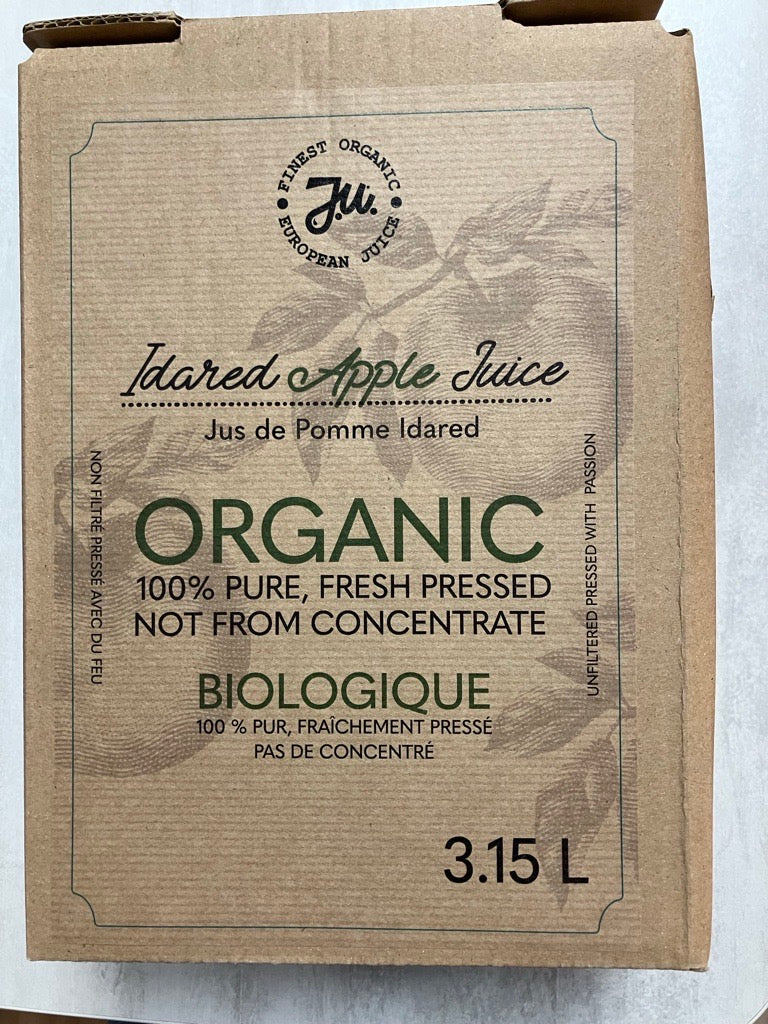 FINEST ORGANIC
J.U.
EUROPEAN JUICE
Idared Apple Juice
Jus de Pomme Idared
NON FILTRÉ PRESSÉ AVEC DU FEU
UNFILTERED PRESSED WITH PASSION
ORGANIC
100% PURE, FRESH PRESSED
NOT FROM CONCENTRATE
BIOLOGIQUE
100 % PUR, FRAÎCHEMENT PRESSÉ
PAS DE CONCENTRÉ
3.15 L